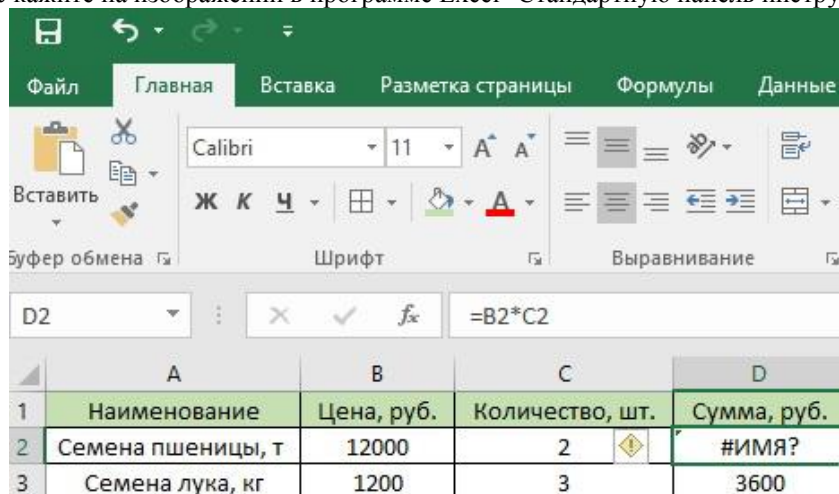 кажите на изображении в программе Excel Стандартную панель
Файл Главная Вставка Разметка страницы Формулы Данные
Calibri 11 A A
Вставить
Ж К Ч А
Буфер обмена Шрифт Выравнивание
D2 fx =B2*C2
A B C D
1 Наименование Цена, руб. Количество, шт. Сумма, руб.
2 Семена пшеницы, т 12000 2 #ИМЯ?
3 Семена лука, кг 1200 3 3600